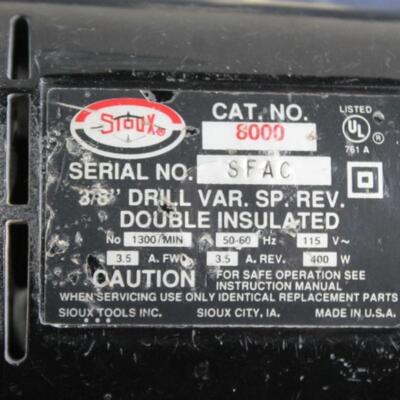 SIOUX
CAT. NO.
8000
LISTED
UL ®
761 A
SERIAL NO. SFAC
3/8" DRILL VAR. SP. REV.
DOUBLE INSULATED
No 1300/MIN 50-60 Hz 115 V~
3.5 A. FWD. 3.5 A. REV. 400 W
CAUTION FOR SAFE OPERATION SEE
INSTRUCTION MANUAL
WHEN SERVICING USE ONLY IDENTICAL REPLACEMENT PARTS
SIOUX TOOLS INC. SIOUX CITY, IA. MADE IN U.S.A.